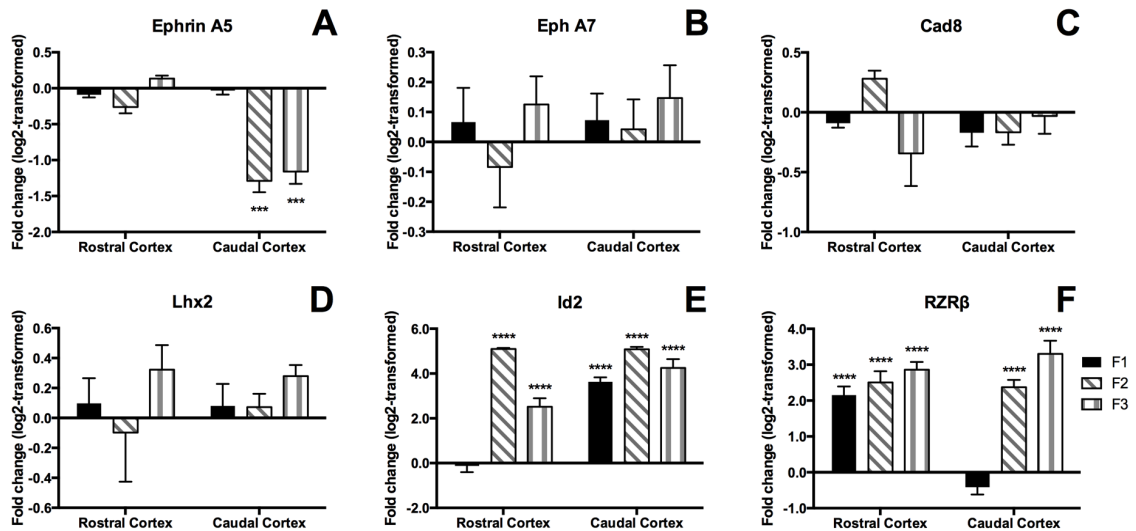 Ephrin A5
A
Fold change (log2-transformed)
0.5
0.0
-0.5
-1.0
-1.5
-2.0
***
***
Rostral Cortex
Caudal Cortex
Eph A7
B
Fold change (log2-transformed)
0.3
0.2
0.1
0.0
-0.1
-0.2
-0.3
Rostral Cortex
Caudal Cortex
Cad8
C
Fold change (log2-transformed)
0.5
0.0
-0.5
-1.0
Rostral Cortex
Caudal Cortex
Lhx2
D
Fold change (log2-transformed)
0.6
0.4
0.2
0.0
-0.2
-0.4
-0.6
Rostral Cortex
Caudal Cortex
Id2
E
Fold change (log2-transformed)
6.0
4.0
2.0
0.0
-2.0
****
****
****
****
****
Rostral Cortex
Caudal Cortex
RZRβ
F
Fold change (log2-transformed)
4.0
3.0
2.0
1.0
0.0
-1.0
****
****
****
****
****
Rostral Cortex
Caudal Cortex
F1
F2
F3